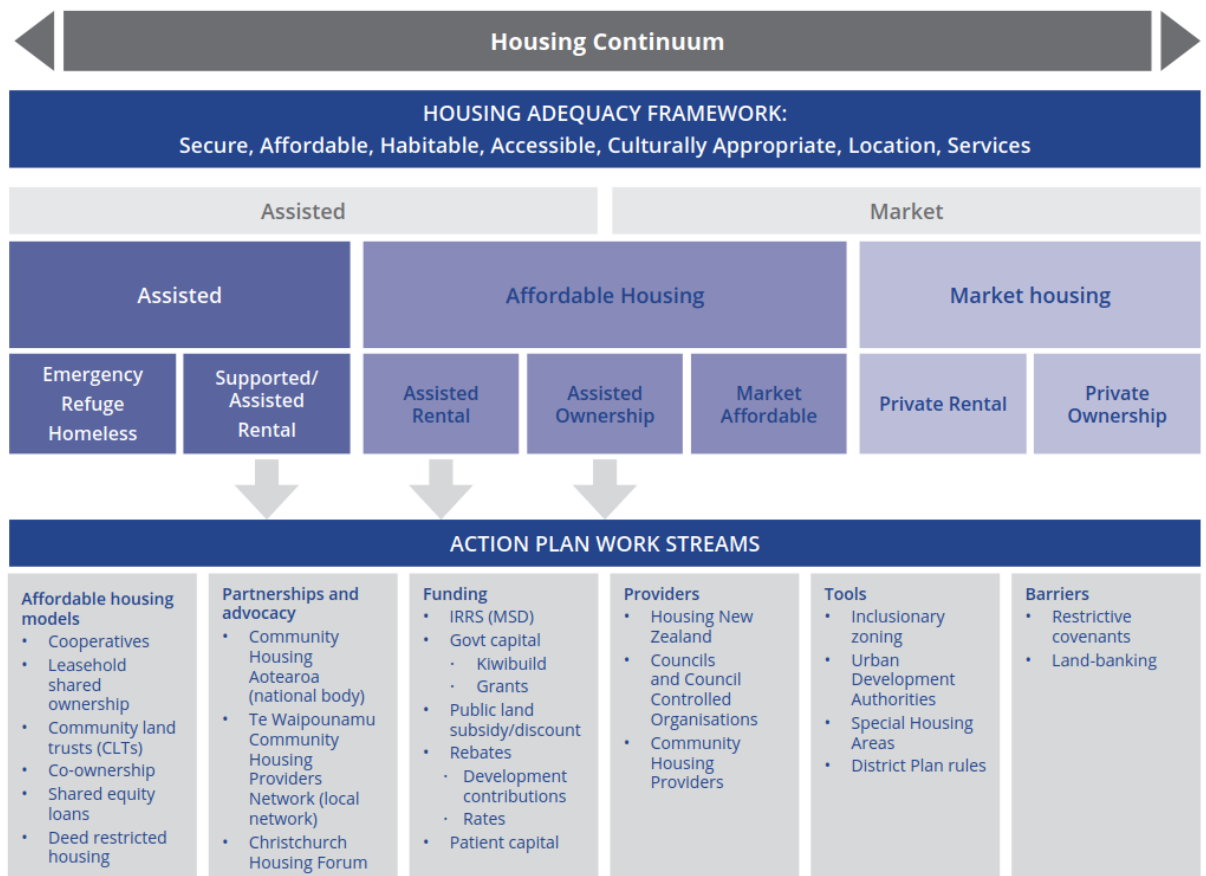 Housing Continuum
HOUSING ADEQUACY FRAMEWORK:
Secure, Affordable, Habitable, Accessible, Culturally Appropriate, Location, Services
Assisted
Market
Assisted
Affordable Housing
Market housing
Emergency
Refuge
Homeless
Supported/
Assisted
Rental
Assisted
Rental
Assisted
Ownership
Market
Affordable
Private Rental
Private
Ownership
ACTION PLAN WORK STREAMS
Affordable housing
models
• Cooperatives
• Leasehold
shared
ownership
• Community land
trusts (CLTs)
• Co-ownership
• Shared equity
loans
• Deed restricted
housing
Partnerships and
advocacy
• Community
Housing
Aotearoa
(national body)
• Te Waipounamu
Community
Housing
Providers
Network (local
network)
• Christchurch
Housing Forum
Funding
• IRRS (MSD)
• Govt capital
· Kiwibuild
· Grants
• Public land
subsidy/discount
• Rebates
· Development
contributions
· Rates
• Patient capital
Providers
• Housing New
Zealand
• Councils
and Council
Controlled
Organisations
• Community
Housing
Providers
Tools
• Inclusionary
zoning
• Urban
Development
Authorities
• Special Housing
Areas
• District Plan rules
Barriers
• Restrictive
covenants
• Land-banking